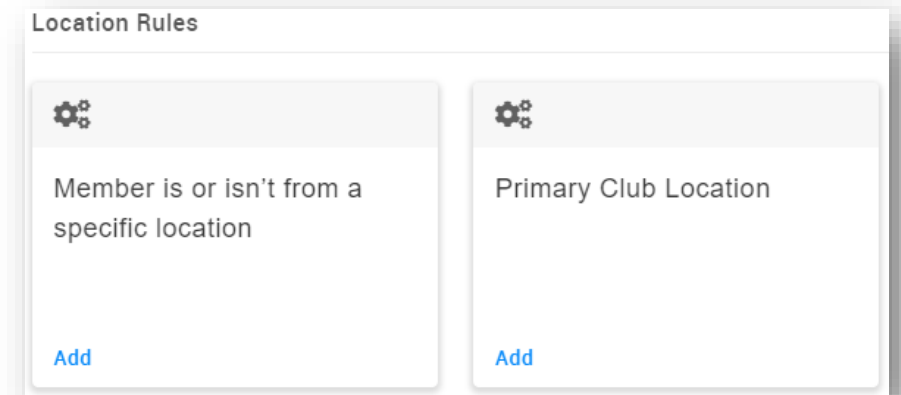 Location Rules
Member is or isn’t from a
specific location
Add
Primary Club Location
Add